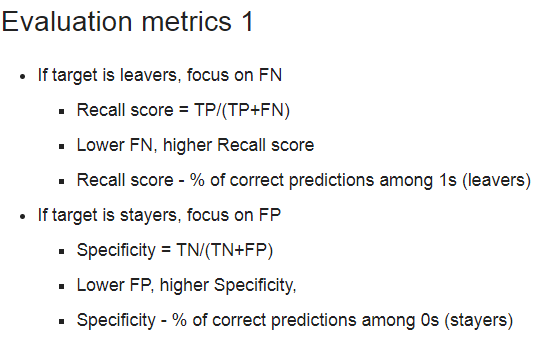 Evaluation metrics 1
• If target is leavers, focus on FN
▪ Recall score = TP/(TP+FN)
▪ Lower FN, higher Recall score
▪ Recall score - % of correct predictions among 1s (leavers)
• If target is stayers, focus on FP
▪ Specificity = TN/(TN+FP)
▪ Lower FP, higher Specificity,
▪ Specificity - % of correct predictions among 0s (stayers)